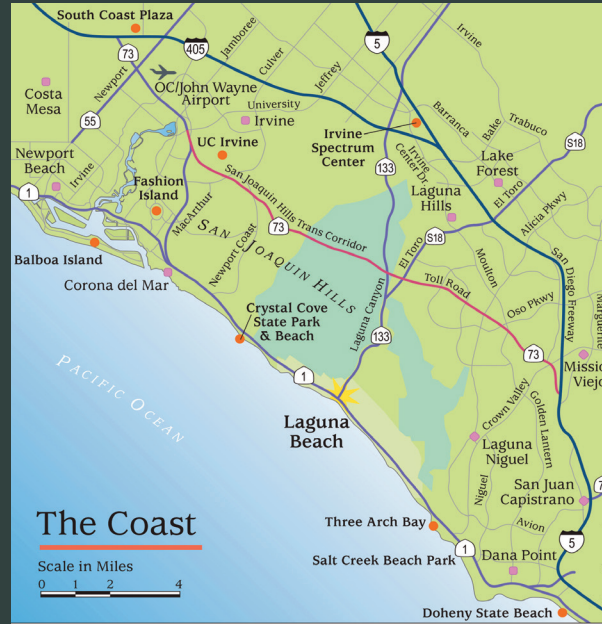 South Coast Plaza
73
405
Jamboree
Culver
Jeffrey
5
133
Irvine
Newport
OC/John Wayne
Airport
Costa
Mesa
55
University
Irvine
UC Irvine
Irvine
Spectrum
Center
Barranca
Bake
Trabuco
S18
Irvine
Center Dr.
133
Lake
Forest
Newport
Beach
Irvine
1
Fashion
Island
MacArthur
San Joaquin Hills Trans Corridor
73
Laguna
Hills
El Toro
Alicia Pkwy
S18
El Toro
SAN JOAQUIN HILLS
Newport Coast
Balboa Island
Corona del Mar
Moulton
San Diego Freeway
Toll Road
Oso Pkwy
Marguerite
Crystal Cove
State Park
& Beach
Laguna Canyon
133
73
Missio
Viejo
1
PACIFIC OCEAN
Laguna
Beach
Crown Valley
Golden Lantern
Laguna
Niguel
Niguel
San Juan
Capistrano
7
The Coast
Three Arch Bay
Avion
5
Scale in Miles
0 1 2 4
Salt Creek Beach Park
1
Dana Point
Doheny State Beach